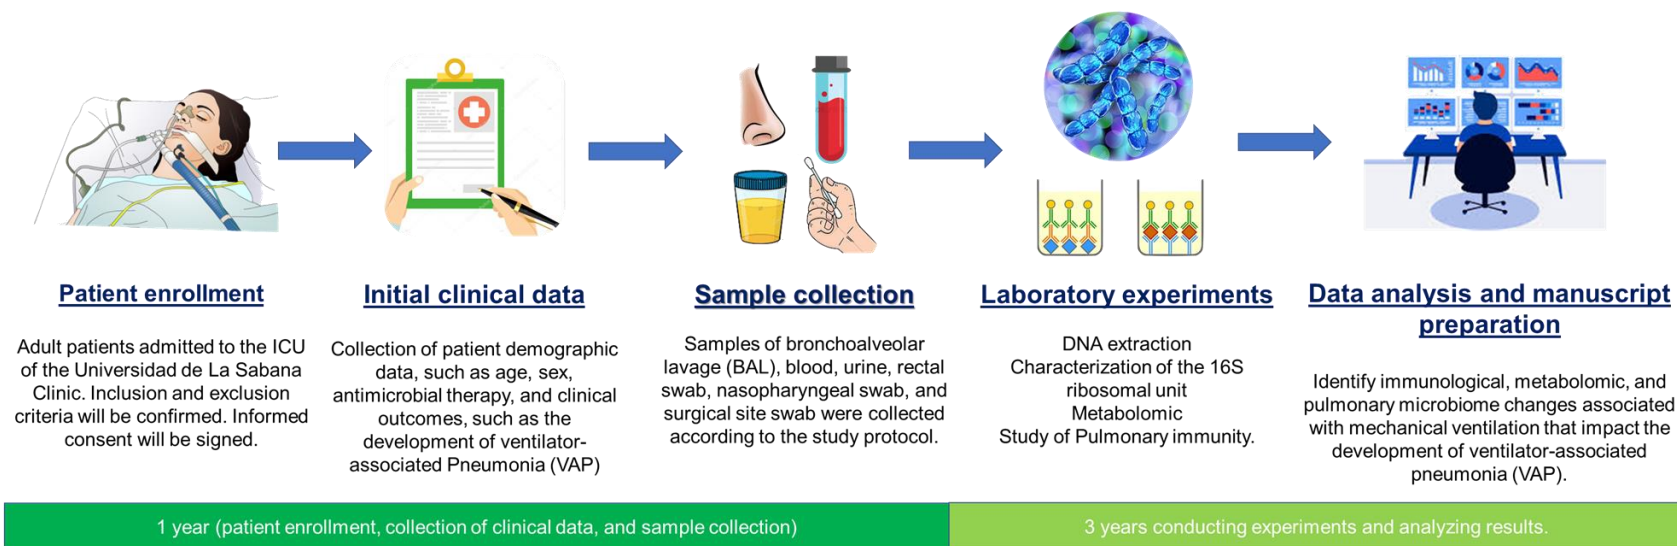 Patient enrollment
Adult patients admitted to the ICU
of the Universidad de La Sabana
Clinic. Inclusion and exclusion
criteria will be confirmed. Informed
consent will be signed.
Initial clinical data
Collection of patient demographic
data, such as age, sex,
antimicrobial therapy, and clinical
outcomes, such as the
development of ventilator-
associated Pneumonia (VAP)
Sample collection
Samples of bronchoalveolar
lavage (BAL), blood, urine, rectal
swab, nasopharyngeal swab, and
surgical site swab were collected
according to the study protocol.
Laboratory experiments
DNA extraction
Characterization of the 16S
ribosomal unit
Metabolomic
Study of Pulmonary immunity.
Data analysis and manuscript
preparation
Identify immunological, metabolomic, and
pulmonary microbiome changes associated
with mechanical ventilation that impact the
development of ventilator-associated
pneumonia (VAP).
1 year (patient enrollment, collection of clinical data, and sample collection)
3 years conducting experiments and analyzing results.